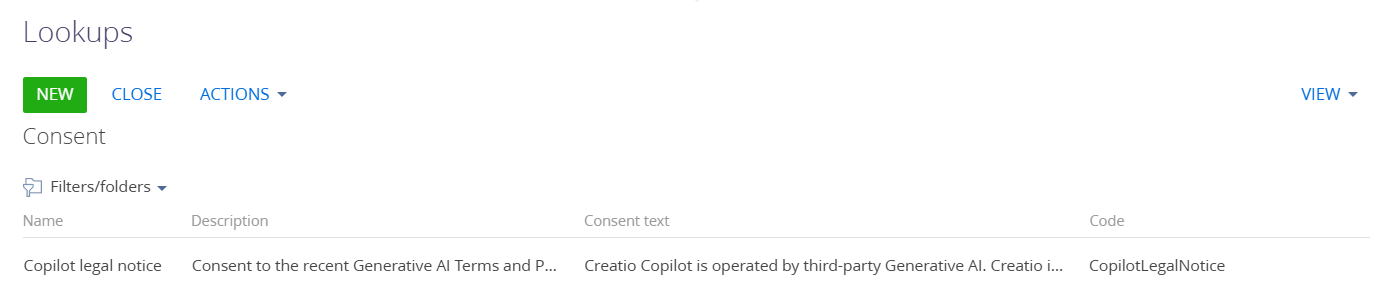 Lookups
NEW CLOSE ACTIONS VIEW
Consent
Filters/folders
Name Description Consent text Code
Copilot legal notice Consent to the recent Generative AI Terms and P... Creatio Copilot is operated by third-party Generative AI. Creatio i... CopilotLegalNotice